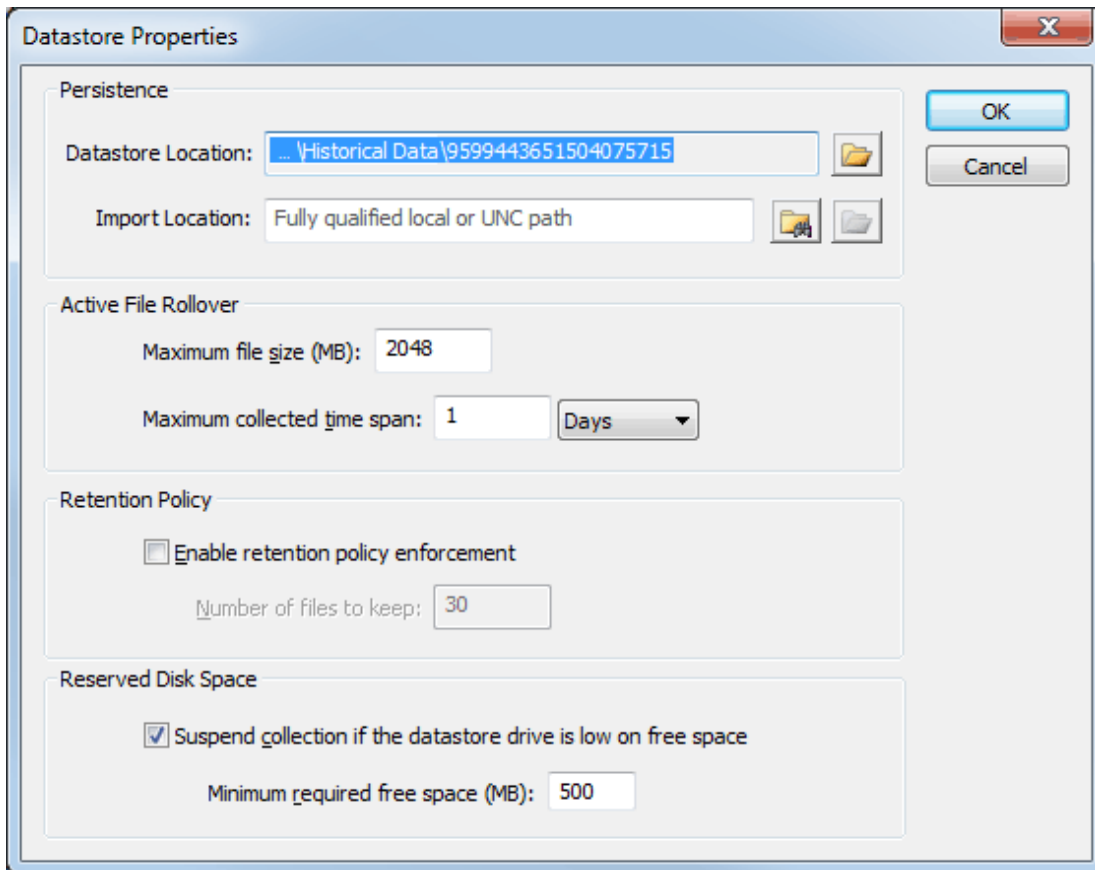 Datastore Properties
Persistence
OK
Datastore Location: ... \Historical Data\9599443651504075715
Cancel
Import Location: Fully qualified local or UNC path
Active File Rollover
Maximum file size (MB): 2048
Maximum collected time span: 1 Days
Retention Policy
Enable retention policy enforcement
Number of files to keep: 30
Reserved Disk Space
Suspend collection if the datastore drive is low on free space
Minimum required free space (MB): 500